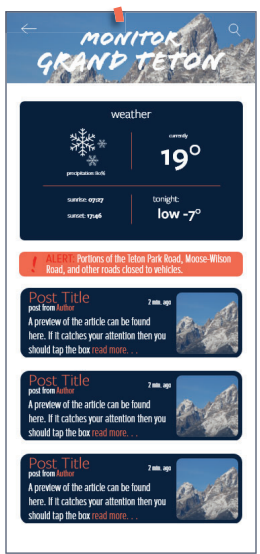 MONITOR
GRAND TETON
weather
precipitation 80%
currently
19°
sunrise: 07:27
sunset: 17:46
tonight:
low -7°
! ALERT: Portions of the Teton Park Road, Moose-Wilson
Road, and other roads closed to vehicles.
Post Title
post from Author
2 min. ago
A preview of the article can be found
here. If it catches your attention then you
should tap the box read more. . .
Post Title
post from Author
2 min. ago
A preview of the article can be found
here. If it catches your attention then you
should tap the box read more. . .
Post Title
post from Author
2 min. ago
A preview of the article can be found
here. If it catches your attention then you
should tap the box read more. . .